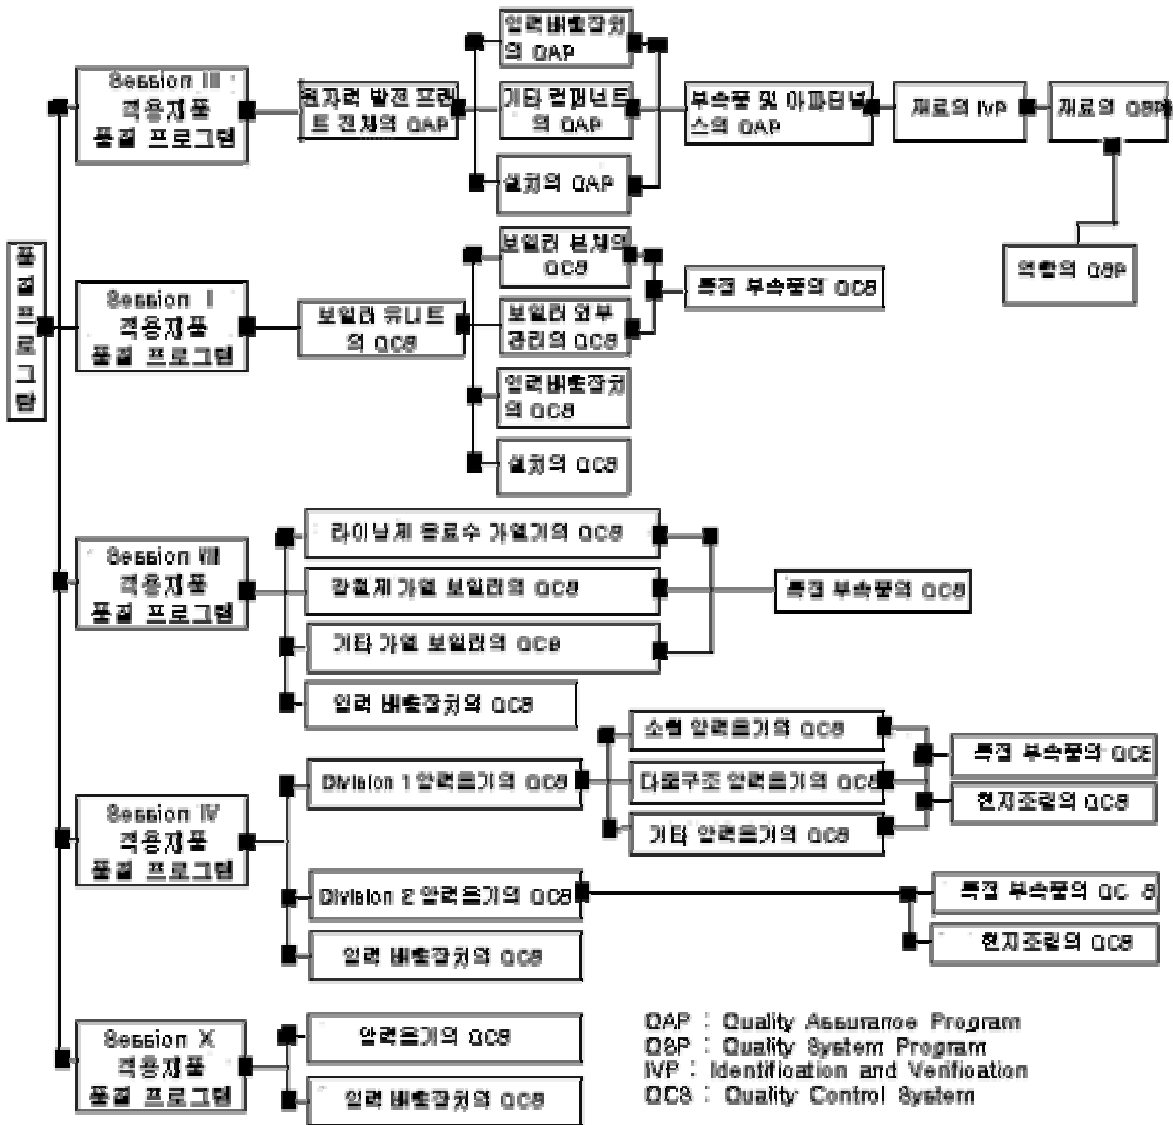 품질프로그램
Session III
적용제품
품질 프로그램
원자력 발전 프랜
트 전체의 QAP
압력배출장치
의 QAP
기타 컴퍼넌트
의 QAP
설치의 QAP
부속품 및 아파터넌
스의 QAP
재료의 IVP
재료의 QSP
역할의 QSP
Session I
적용제품
품질 프로그램
보일러 유니트
의 QCS
보일러 본체의
QCS
보일러 외부
관리의 QCS
압력배출장치
의 QCS
설치의 QCS
특정 부속품의 QCS
Session VIII
적용제품
품질 프로그램
라이닝제 음료수 가열기의 QCS
강철제 가열 보일러의 QCS
기타 가열 보일러의 QCS
압력 배출장치의 QCS
특정 부속품의 QCS
Session IV
적용제품
품질 프로그램
Division 1 압력용기의 QCS
소형 압력용기의 QCS
다물구조 압력용기의 QCS
기타 압력용기의 QCS
특정 부속품의 QCS
현지조립의 QCS
Division 2 압력용기의 QCS
특정 부속품의 QC S
현지조립의 QCS
압력 배출장치의 QCS
Session X
적용제품
품질 프로그램
압력용기의 QCS
압력 배출장치의 QCS
QAP : Quality Assurance Program
QSP : Quality System Program
IVP : Identification and Verification
QCS : Quality Control System